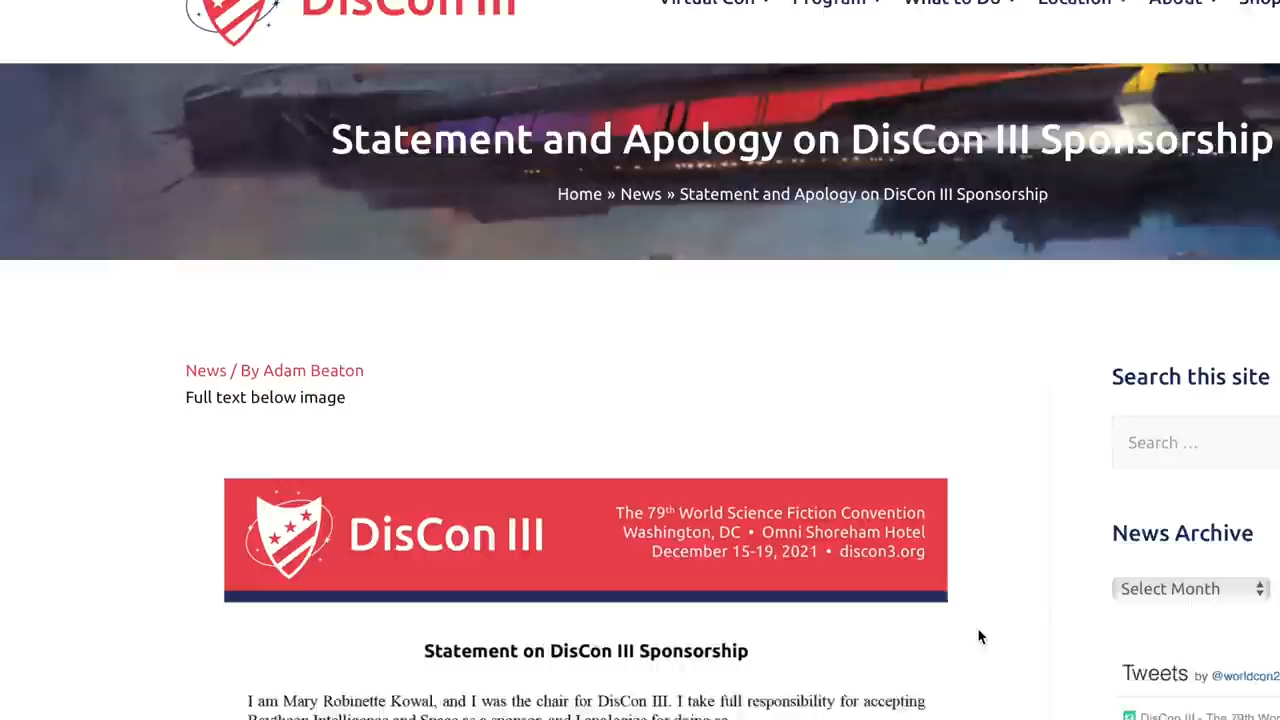 DisCon III
Virtual Con Program What to Do Location About Shop
Statement and Apology on DisCon III Sponsorship
Home » News » Statement and Apology on DisCon III Sponsorship
News / By Adam Beaton
Full text below image
Search this site
Search …
News Archive
Select Month
DisCon III
The 79th World Science Fiction Convention
Washington, DC • Omni Shoreham Hotel
December 15-19, 2021 • discon3.org
Statement on DisCon III Sponsorship
I am Mary Robinette Kowal, and I was the chair for DisCon III. I take full responsibility for accepting
Raytheon Intelligence and Space as a sponsor, and I apologize for doing so.
Tweets by @worldcon2
DisCon III - The 79th Wo